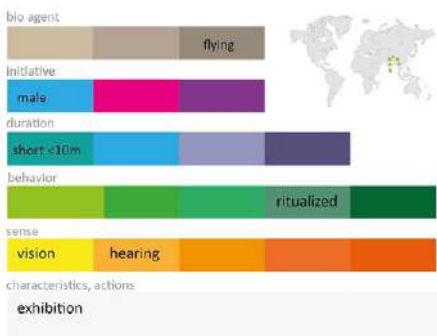 bio agent
flying
initiative
male
duration
short <10m
behavior
ritualized
sense
vision hearing
characteristics, actions
exhibition